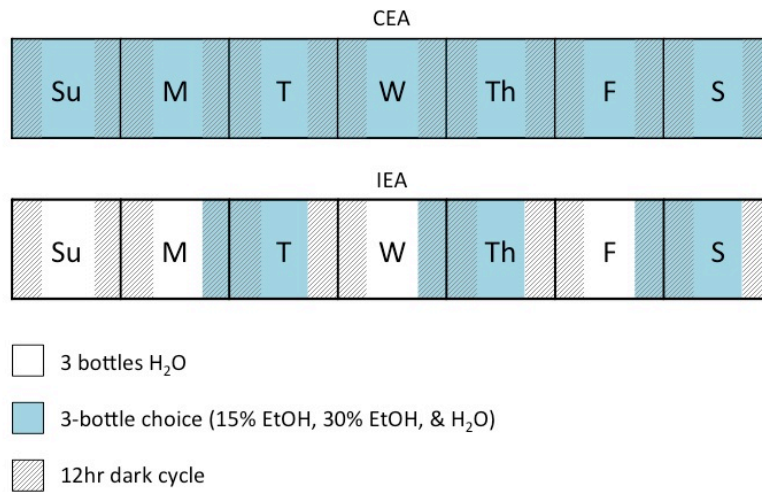 CEA
Su M T W Th F S
IEA
Su M T W Th F S
3 bottles H₂O
3-bottle choice (15% EtOH, 30% EtOH, & H₂O)
12hr dark cycle